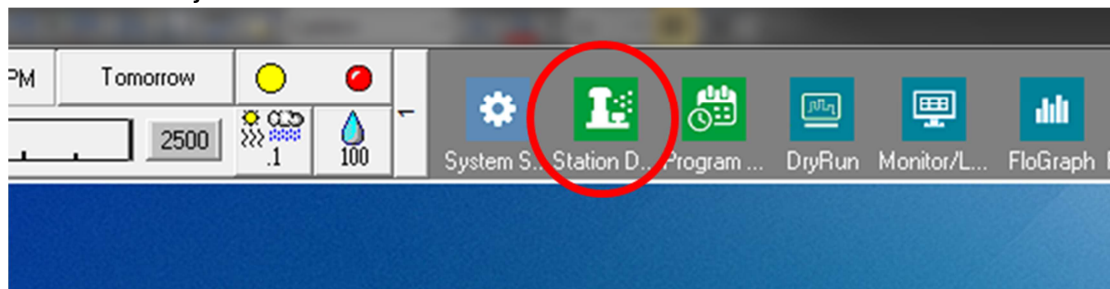 PM Tomorrow
2500 .1 100
System S... Station D... Program ... DryRun Monitor/L... FloGraph